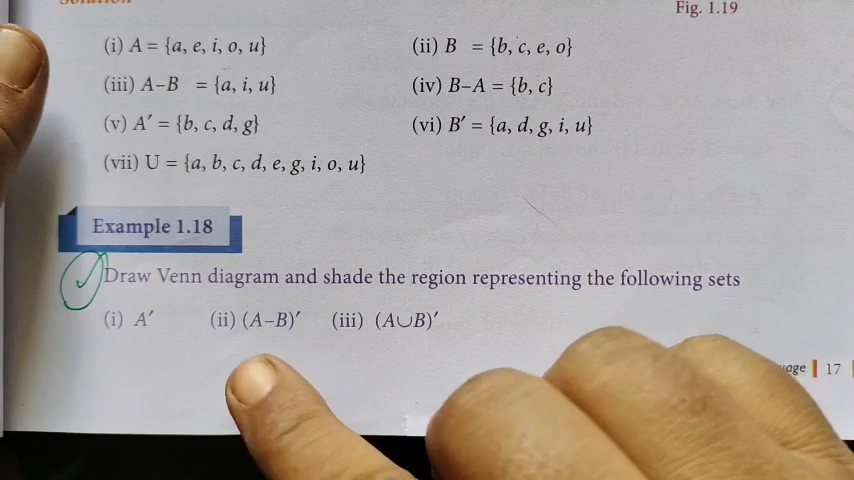 Solution
Fig. 1.19
(i) A = {a, e, i, o, u}
(ii) B = {b, c, e, o}
(iii) A–B = {a, i, u}
(iv) B–A = {b, c}
(v) A′ = {b, c, d, g}
(vi) B′ = {a, d, g, i, u}
(vii) U = {a, b, c, d, e, g, i, o, u}
Example 1.18
Draw Venn diagram and shade the region representing the following sets
(i) A′ (ii) (A–B)′ (iii) (A∪B)′
17